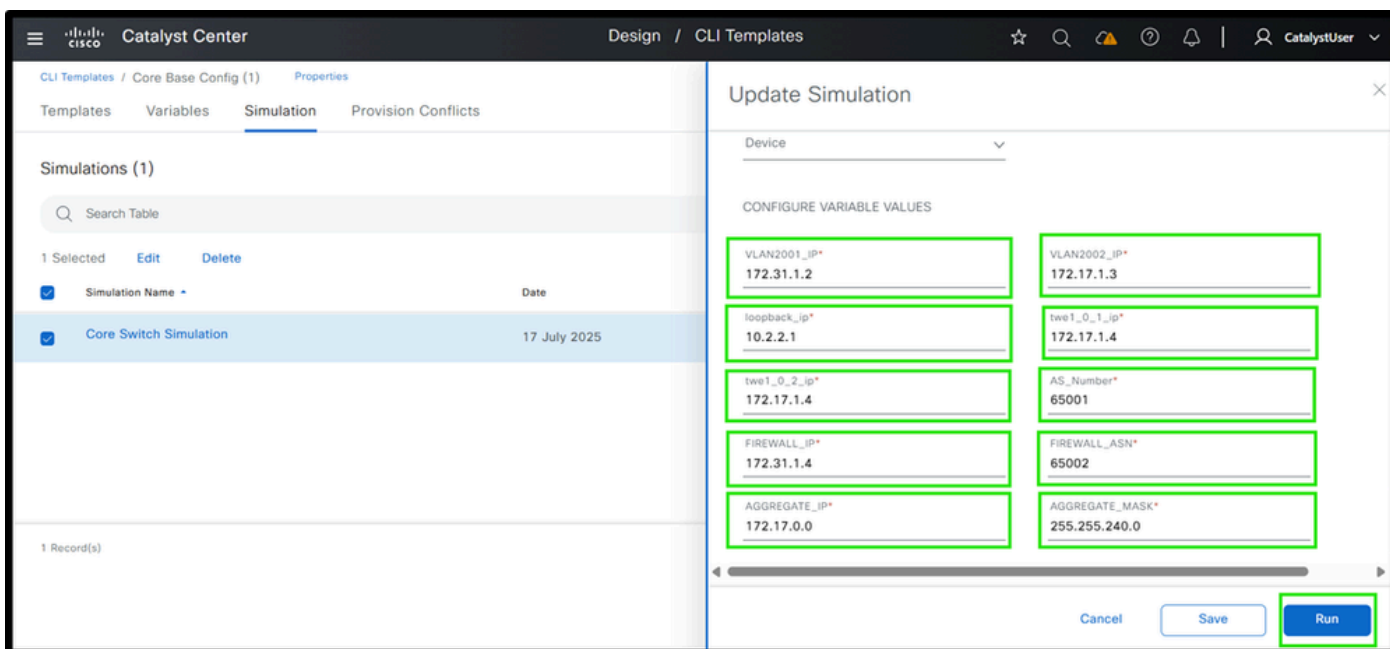 cisco Catalyst Center Design / CLI Templates CatalystUser
CLI Templates / Core Base Config (1) Properties
Templates Variables Simulation Provision Conflicts
Simulations (1)
Search Table
1 Selected Edit Delete
Simulation Name Date
Core Switch Simulation 17 July 2025
1 Record(s)
Update Simulation
Device
CONFIGURE VARIABLE VALUES
VLAN2001_IP* VLAN2002_IP*
172.31.1.2 172.17.1.3
loopback_ip* twe1_0_1_ip*
10.2.2.1 172.17.1.4
twe1_0_2_ip* AS_Number*
172.17.1.4 65001
FIREWALL_IP* FIREWALL_ASN*
172.31.1.4 65002
AGGREGATE_IP* AGGREGATE_MASK*
172.17.0.0 255.255.240.0
Cancel Save Run